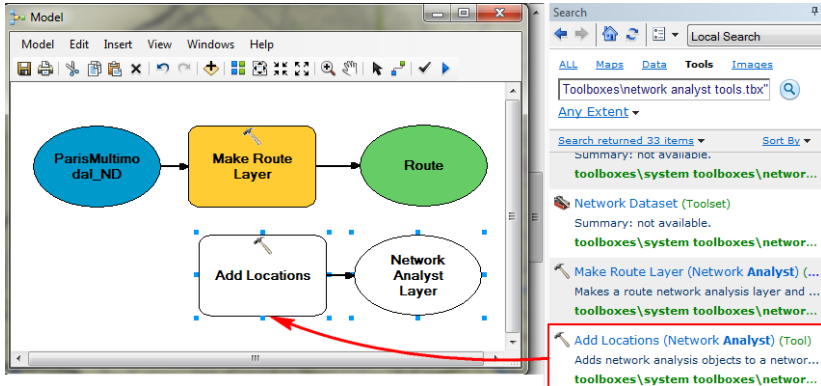 Model
Model Edit Insert View Windows Help
ParisMultimo
dal_ND
Make Route
Layer
Route
Add Locations
Network
Analyst
Layer
Search
Local Search
ALL Maps Data Tools Images
Toolboxes\network analyst tools.tbx"
Any Extent
Search returned 33 items Sort By
Summary: not available.
toolboxes\system toolboxes\networ...
Network Dataset (Toolset)
Summary: not available.
toolboxes\system toolboxes\networ...
Make Route Layer (Network Analyst) (...
Makes a route network analysis layer and ...
toolboxes\system toolboxes\networ...
Add Locations (Network Analyst) (Tool)
Adds network analysis objects to a networ...
toolboxes\system toolboxes\networ...